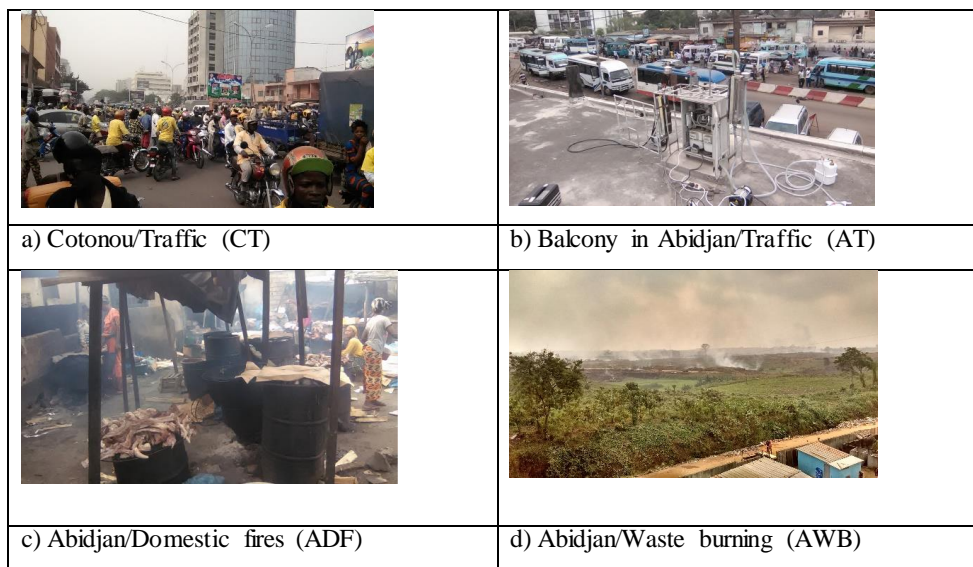 a) Cotonou/Traffic (CT)
b) Balcony in Abidjan/Traffic (AT)
c) Abidjan/Domestic fires (ADF)
d) Abidjan/Waste burning (AWB)